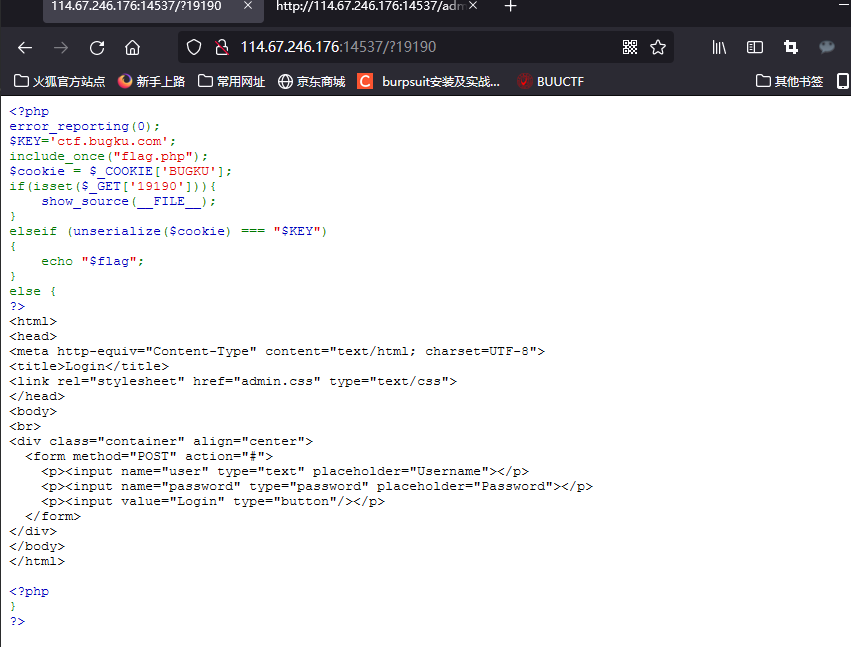 114.67.246.176:14537/?19190
http://114.67.246.176:14537/adm
114.67.246.176:14537/?19190
火狐官方站点 新手上路 常用网址 京东商城 C burpsuit安装及实战... BUUCTF 其他书签
<?php
error_reporting(0);
$KEY='ctf.bugku.com';
include_once("flag.php");
$cookie = $_COOKIE['BUGKU'];
if(isset($_GET['19190'])){
    show_source(__FILE__);
}
elseif (unserialize($cookie) === "$KEY")
{
    echo "$flag";
}
else {
?>
<html>
<head>
<meta http-equiv="Content-Type" content="text/html; charset=UTF-8">
<title>Login</title>
<link rel="stylesheet" href="admin.css" type="text/css">
</head>
<body>
<br>
<div class="container" align="center">
  <form method="POST" action="#">
    <p><input name="user" type="text" placeholder="Username"></p>
    <p><input name="password" type="password" placeholder="Password"></p>
    <p><input value="Login" type="button"/></p>
  </form>
</div>
</body>
</html>
<?php
}
?>